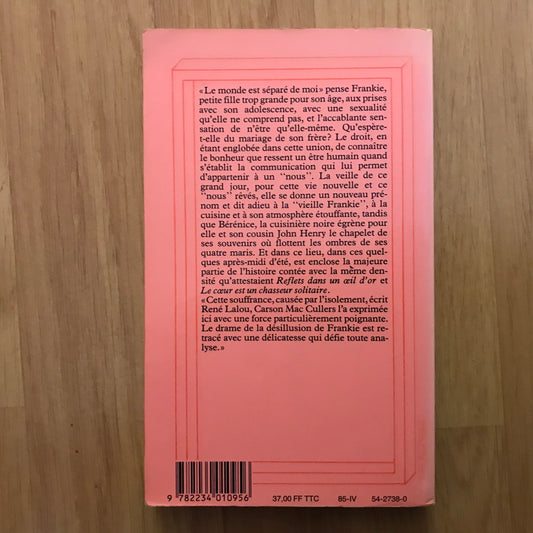 «Le monde est séparé de moi» pense Frankie,
petite fille trop grande pour son âge, aux prises
avec son adolescence, avec une sexualité
qu'elle ne comprend pas, et l'accablante sen-
sation de n'être qu'elle-même. Qu'espère-
t-elle du mariage de son frère? Le droit, en
étant englobée dans cette union, de connaître
le bonheur que ressent un être humain quand
s'établit la communication qui lui permet
d'appartenir à un ''nous''. La veille de ce
grand jour, pour cette vie nouvelle et ce
''nous'' rêvés, elle se donne un nouveau pré-
nom et dit adieu à la ''vieille Frankie'', à la
cuisine et à son atmosphère étouffante, tandis
que Bérénice, la cuisinière noire égrène pour
elle et son cousin John Henry le chapelet de
ses souvenirs où flottent les ombres de ses
quatre maris. Et dans ce lieu, dans ces quel-
ques après-midi d'été, est enclose la majeure
partie de l'histoire contée avec la même den-
sité qu'attestaient Reflets dans un œil d'or et
Le cœur est un chasseur solitaire.
«Cette souffrance, causée par l'isolement, écrit
René Lalou, Carson Mac Cullers l'a exprimée
ici avec une force particulièrement poignante.
Le drame de la désillusion de Frankie est re-
tracé avec une délicatesse qui défie toute ana-
lyse.»
9 782234 010956
37,00 FF TTC 85-IV 54-2738-0